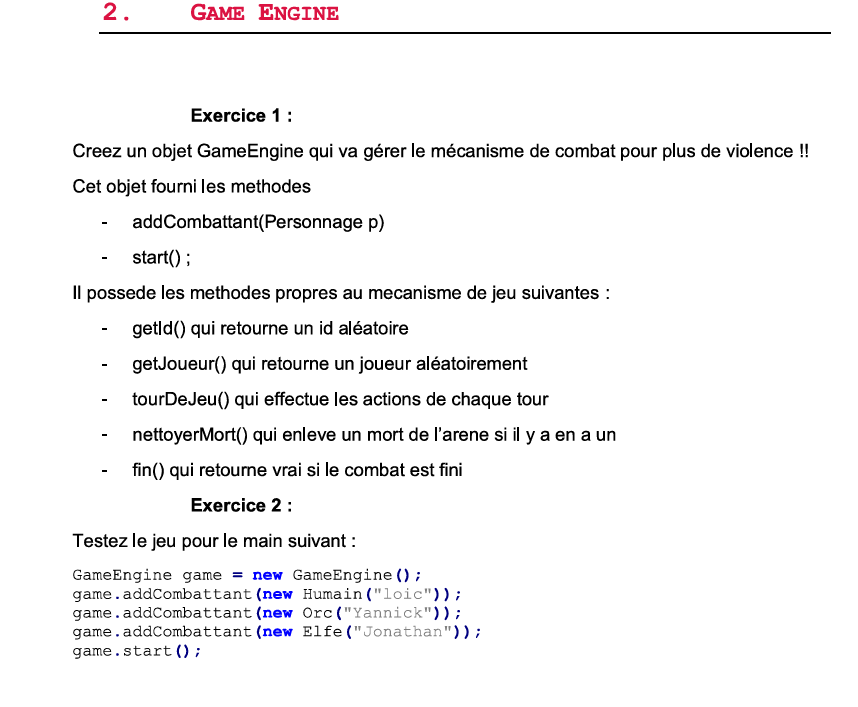 2. GAME ENGINE
Exercice 1 :
Creez un objet GameEngine qui va gérer le mécanisme de combat pour plus de violence !!
Cet objet fourni les methodes
- addCombattant(Personnage p)
- start() ;
Il possede les methodes propres au mecanisme de jeu suivantes :
- getId() qui retourne un id aléatoire
- getJoueur() qui retourne un joueur aléatoirement
- tourDeJeu() qui effectue les actions de chaque tour
- nettoyerMort() qui enleve un mort de l'arene si il y a en a un
- fin() qui retourne vrai si le combat est fini
Exercice 2 :
Testez le jeu pour le main suivant :
GameEngine game = new GameEngine();
game.addCombattant(new Humain("loic"));
game.addCombattant(new Orc("Yannick"));
game.addCombattant(new Elfe("Jonathan"));
game.start();